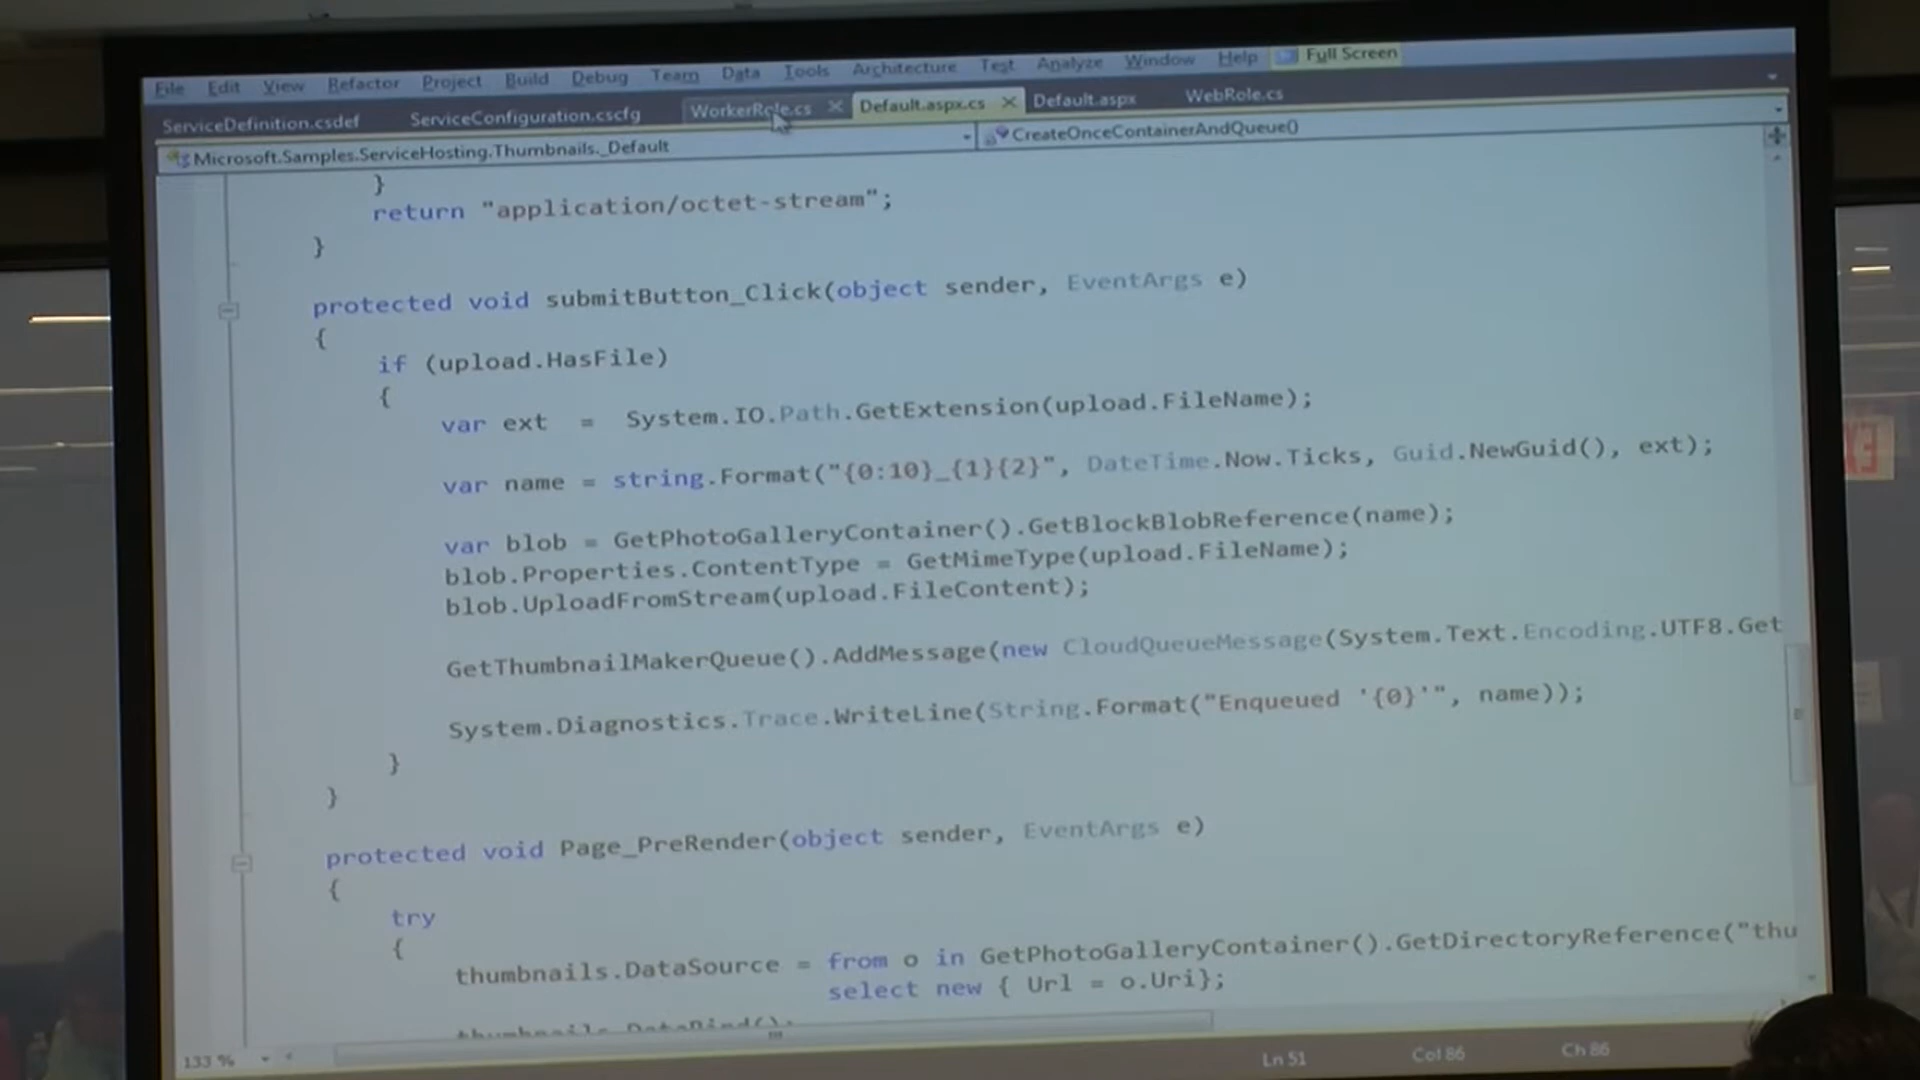 File Edit View Refactor Project Build Debug Team Data Tools Architecture Test Analyze Window Help Full Screen
ServiceDefinition.csdef ServiceConfiguration.cscfg WorkerRole.cs Default.aspx.cs Default.aspx WebRole.cs
Microsoft.Samples.ServiceHosting.Thumbnails._Default CreateOnceContainerAndQueue()
}
return "application/octet-stream";
}
protected void submitButton_Click(object sender, EventArgs e)
{
if (upload.HasFile)
{
var ext = System.IO.Path.GetExtension(upload.FileName);
var name = string.Format("{0:10}_{1}{2}", DateTime.Now.Ticks, Guid.NewGuid(), ext);
var blob = GetPhotoGalleryContainer().GetBlockBlobReference(name);
blob.Properties.ContentType = GetMimeType(upload.FileName);
blob.UploadFromStream(upload.FileContent);
GetThumbnailMakerQueue().AddMessage(new CloudQueueMessage(System.Text.Encoding.UTF8.Get
System.Diagnostics.Trace.WriteLine(String.Format("Enqueued '{0}'", name));
}
}
protected void Page_PreRender(object sender, EventArgs e)
{
try
{
thumbnails.DataSource = from o in GetPhotoGalleryContainer().GetDirectoryReference("thu
select new { Url = o.Uri};
thumbnails.DataBind();
133 % Ln 51 Col 86 Ch 86